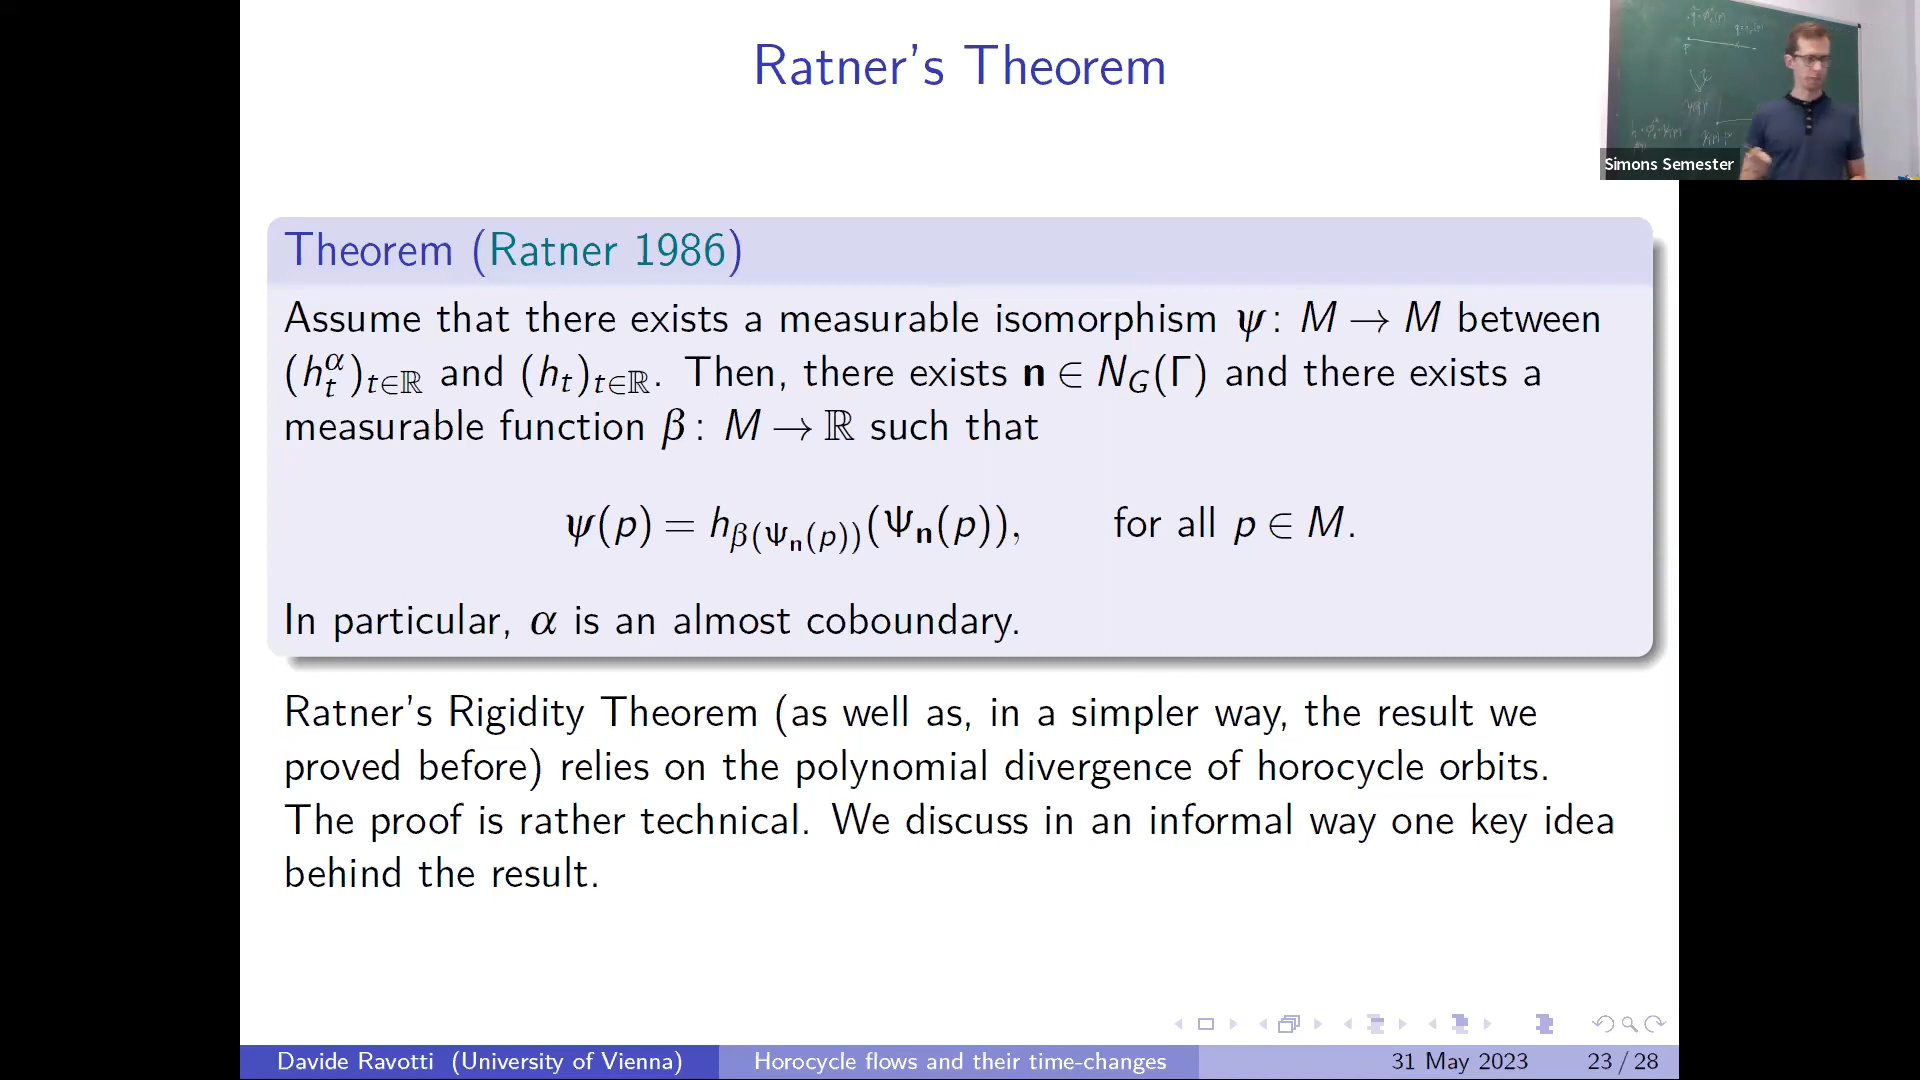 Ratner's Theorem
Simons Semester
Theorem (Ratner 1986)
Assume that there exists a measurable isomorphism ψ: M → M between
(h_t^α)_{t∈ℝ} and (h_t)_{t∈ℝ}. Then, there exists n ∈ N_G(Γ) and there exists a
measurable function β: M → ℝ such that
ψ(p) = h_{β(Ψ_n(p))}(Ψ_n(p)), for all p ∈ M.
In particular, α is an almost coboundary.
Ratner's Rigidity Theorem (as well as, in a simpler way, the result we
proved before) relies on the polynomial divergence of horocycle orbits.
The proof is rather technical. We discuss in an informal way one key idea
behind the result.
Davide Ravotti (University of Vienna) Horocycle flows and their time-changes 31 May 2023 23 / 28